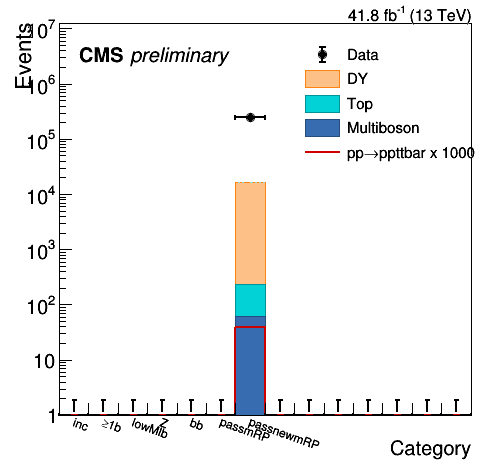 41.8 fb⁻¹ (13 TeV)
Events
CMS preliminary
Data
DY
Top
Multiboson
pp→ppttbar x 1000
10⁷
10⁶
10⁵
10⁴
10³
10²
10
1
inc
≥1b
lowMib
Z
bb
passmRP
passnewmRP
Category